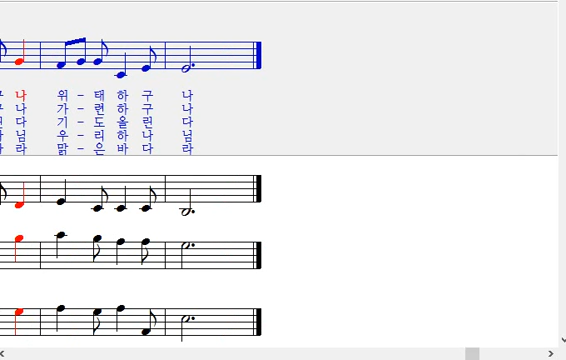 나 위 - 태 하 구 나
구 나 가 - 련 하 구 나
다 기 - 도 올 린 다
님 우 - 리 하 나 님
라 맑 - 은 바 다 라